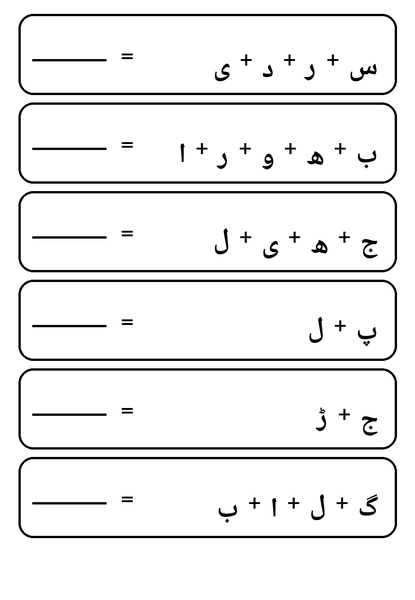 س + ر + د + ی = ______
ب + ھ + و + ر + ا = ______
ج + ھ + ی + ل = ______
پ + ل = ______
ج + ڑ = ______
گ + ل + ا + ب = ______